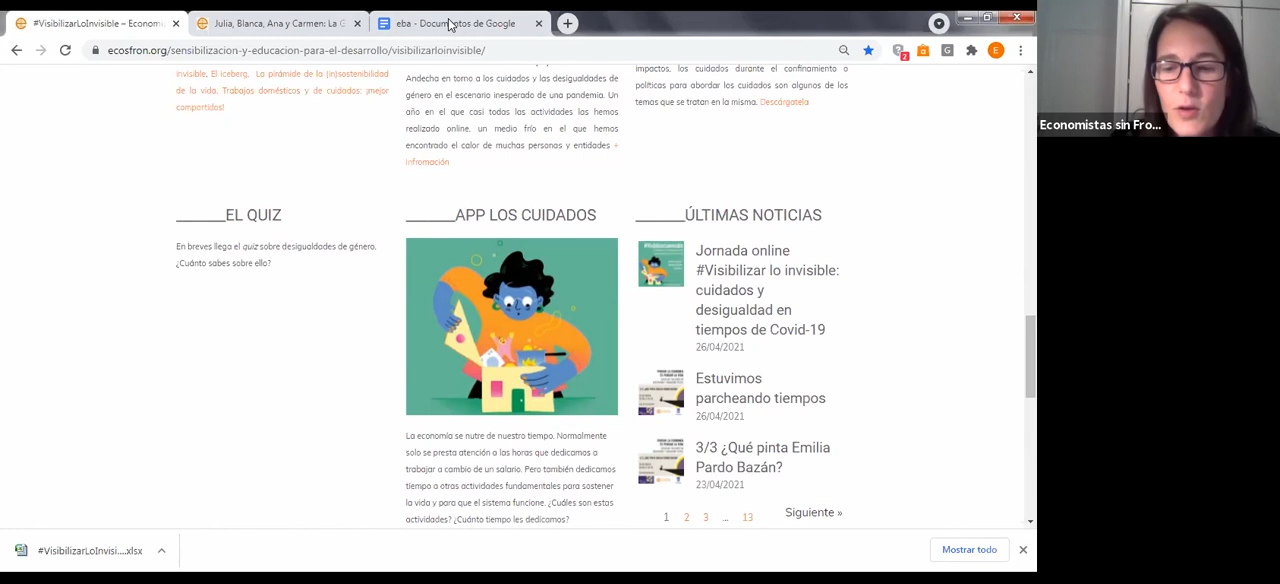 #VisibilizarLoInvisible – Economi
Julia, Blanca, Ana y Carmen: La G
eba - Documentos de Google
ecosfron.org/sensibilizacion-y-educacion-para-el-desarrollo/visibilizarloinvisible/
2
G
E
invisible, El iceberg, La pirámide de la (in)sostenibilidad
de la vida, Trabajos domésticos y de cuidados: ¡mejor
compartidos!
Andecha en torno a los cuidados y las desigualdades de
género en el escenario inesperado de una pandemia. Un
año en el que casi todas las actividades las hemos
realizado online, un medio frío en el que hemos
encontrado el calor de muchas personas y entidades +
Infromación
impactos, los cuidados durante el confinamiento o
políticas para abordar los cuidados son algunos de los
temas que se tratan en la misma. Descárgatela
Economistas sin Fro...
______EL QUIZ
En breves llega el quiz sobre desigualdades de género.
¿Cuánto sabes sobre ello?
______APP LOS CUIDADOS
La economía se nutre de nuestro tiempo. Normalmente
solo se presta atención a las horas que dedicamos a
trabajar a cambio de un salario. Pero también dedicamos
tiempo a otras actividades fundamentales para sostener
la vida y para que el sistema funcione. ¿Cuáles son estas
actividades? ¿Cuánto tiempo les dedicamos?
______ÚLTIMAS NOTICIAS
Jornada online
#Visibilizar lo invisible:
cuidados y
desigualdad en
tiempos de Covid-19
26/04/2021
Estuvimos
parcheando tiempos
26/04/2021
3/3 ¿Qué pinta Emilia
Pardo Bazán?
23/04/2021
1 2 3 ... 13 Siguiente »
#VisibilizarLoInvisi....xlsx
Mostrar todo